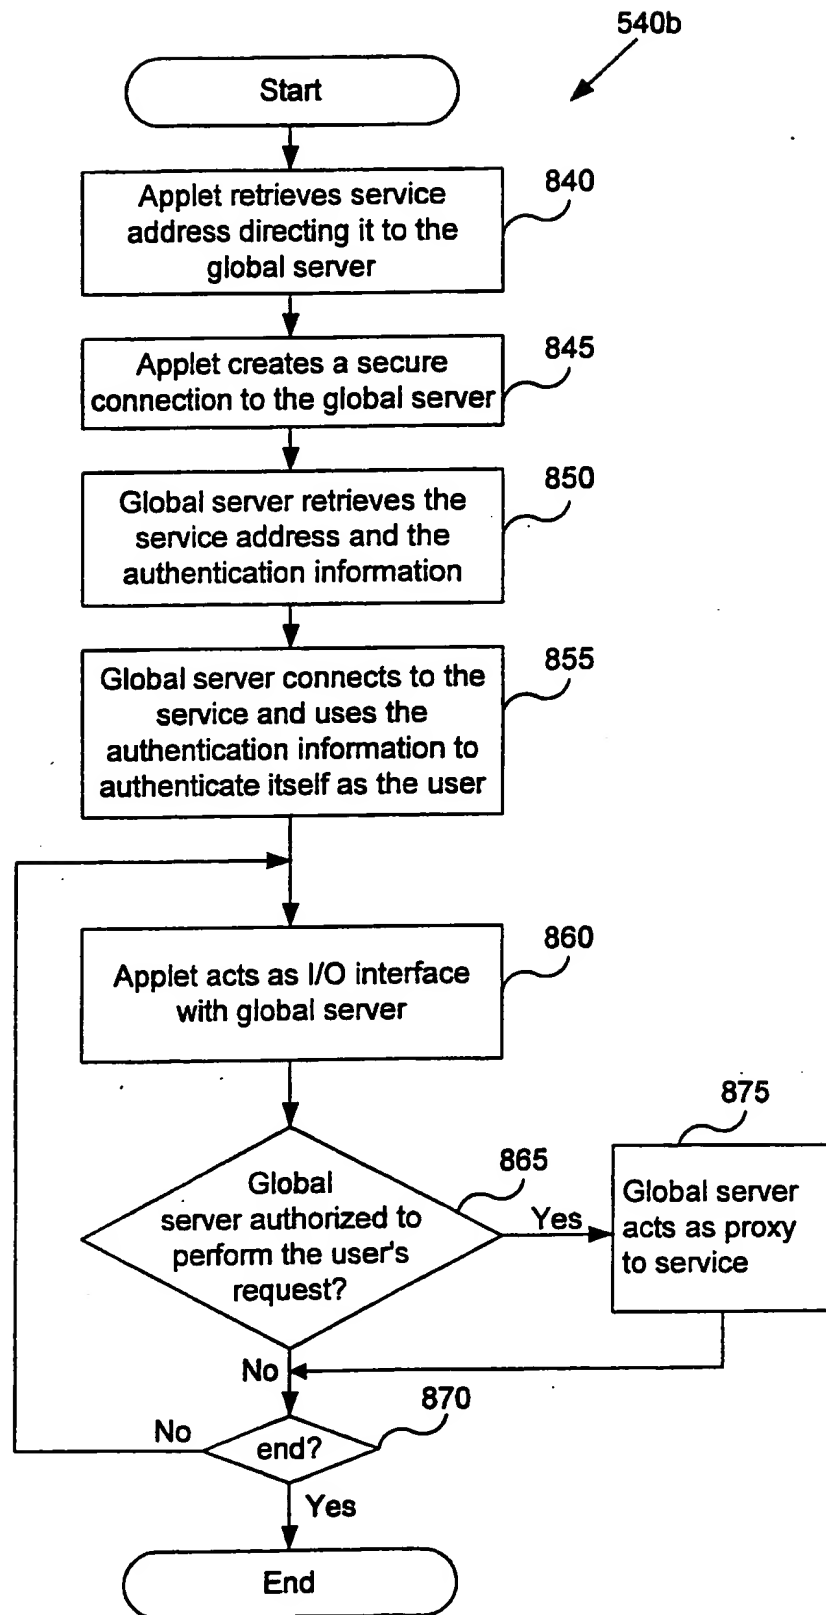 540b
Start
840
Applet retrieves service
address directing it to the
global server
845
Applet creates a secure
connection to the global server
850
Global server retrieves the
service address and the
authentication information
855
Global server connects to the
service and uses the
authentication information to
authenticate itself as the user
860
Applet acts as I/O interface
with global server
875
865
Global
server authorized to
perform the user's
request?
Yes
Global server
acts as proxy
to service
No
870
No
end?
Yes
End